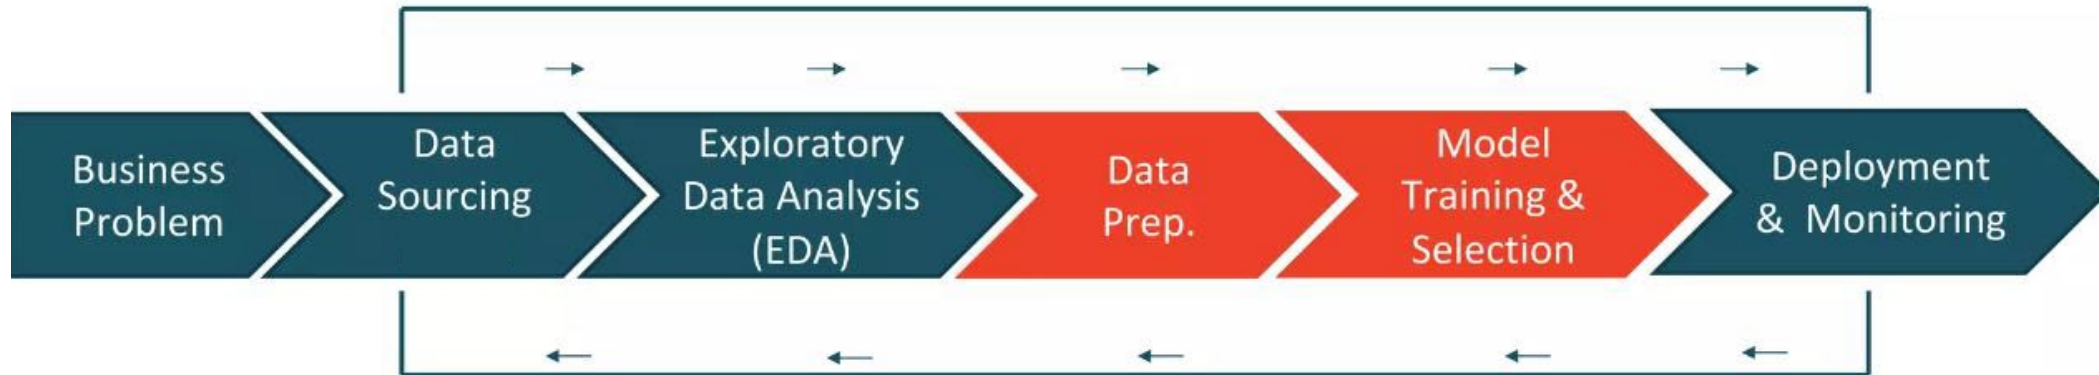 Business
Problem
Data
Sourcing
Exploratory
Data Analysis
(EDA)
Data
Prep.
Model
Training &
Selection
Deployment
& Monitoring